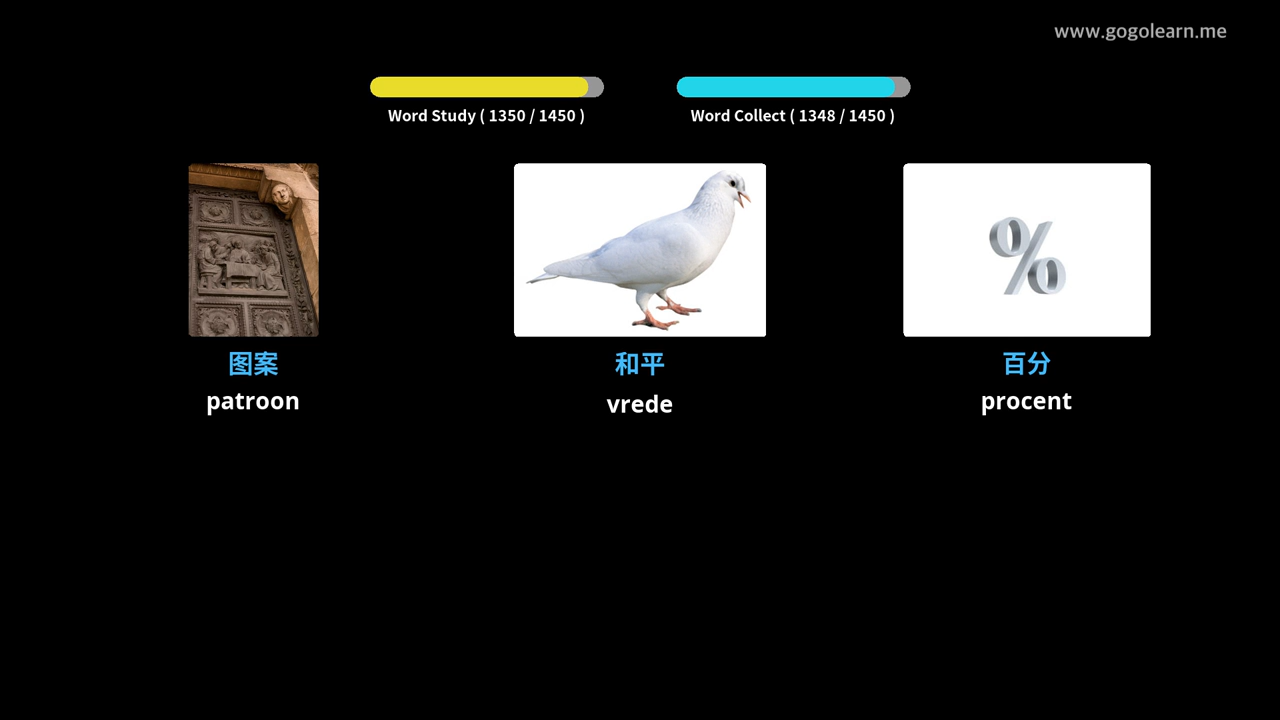 www.gogolearn.me
Word Study ( 1350 / 1450 )
Word Collect ( 1348 / 1450 )
图案
patroon
和平
vrede
%
百分
procent